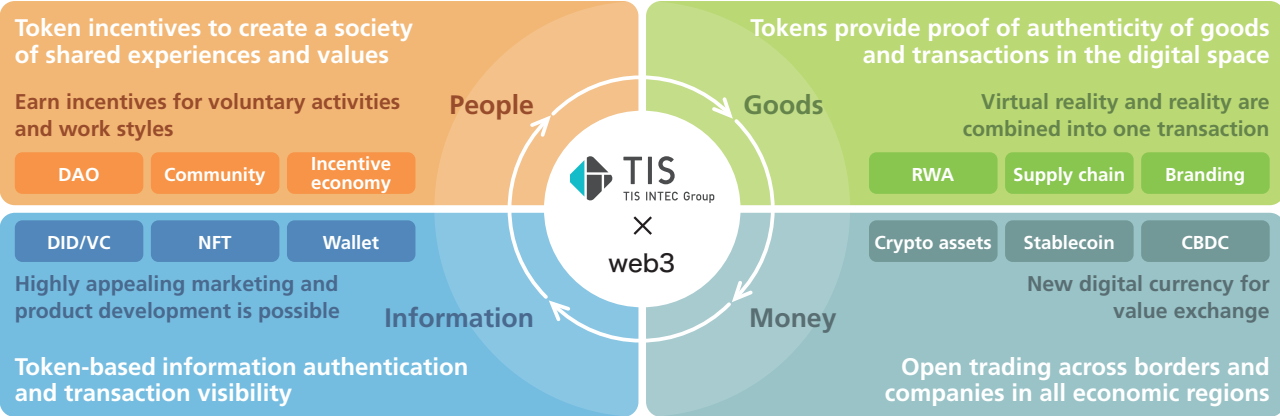 Token incentives to create a society
of shared experiences and values
Earn incentives for voluntary activities
and work styles
People
DAO
Community
Incentive
economy
Tokens provide proof of authenticity of goods
and transactions in the digital space
Goods
Virtual reality and reality are
combined into one transaction
RWA
Supply chain
Branding
TIS
TIS INTEC Group
×
web3
DID/VC
NFT
Wallet
Highly appealing marketing and
product development is possible
Information
Token-based information authentication
and transaction visibility
Crypto assets
Stablecoin
CBDC
New digital currency for
value exchange
Money
Open trading across borders and
companies in all economic regions